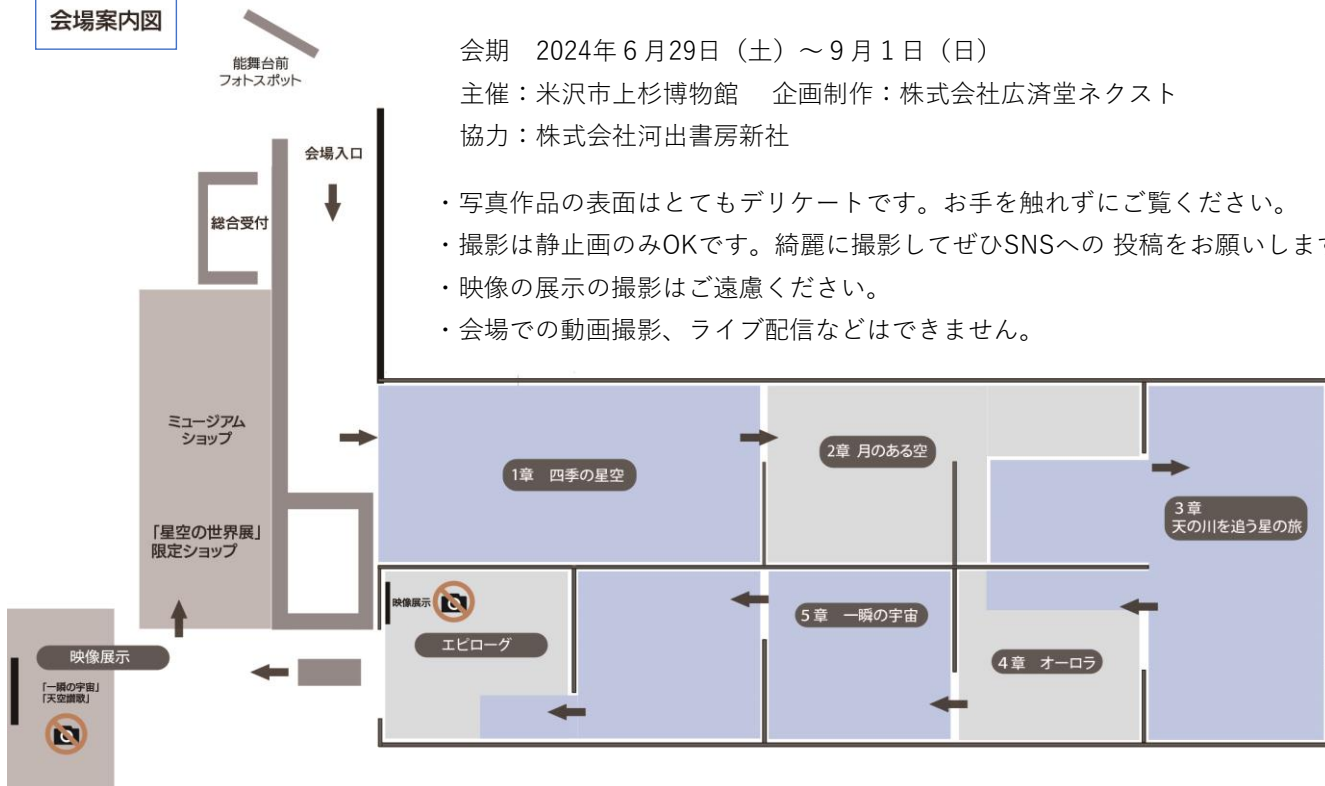 会場案内図
能舞台前
フォトスポット
会期　2024年６月29日（土）～９月１日（日）
主催：米沢市上杉博物館　 企画制作：株式会社広済堂ネクスト
協力：株式会社河出書房新社
・写真作品の表面はとてもデリケートです。お手を触れずにご覧ください。
・撮影は静止画のみOKです。綺麗に撮影してぜひSNSへの 投稿をお願いします
・映像の展示の撮影はご遠慮ください。
・会場での動画撮影、ライブ配信などはできません。
会場入口
総合受付
ミュージアム
ショップ
「星空の世界展」
限定ショップ
1章　四季の星空
2章 月のある空
３章
天の川を追う星の旅
4章　オーロラ
５章　一瞬の宇宙
映像展示
エピローグ
映像展示
「一瞬の宇宙」
「天空讃歌」